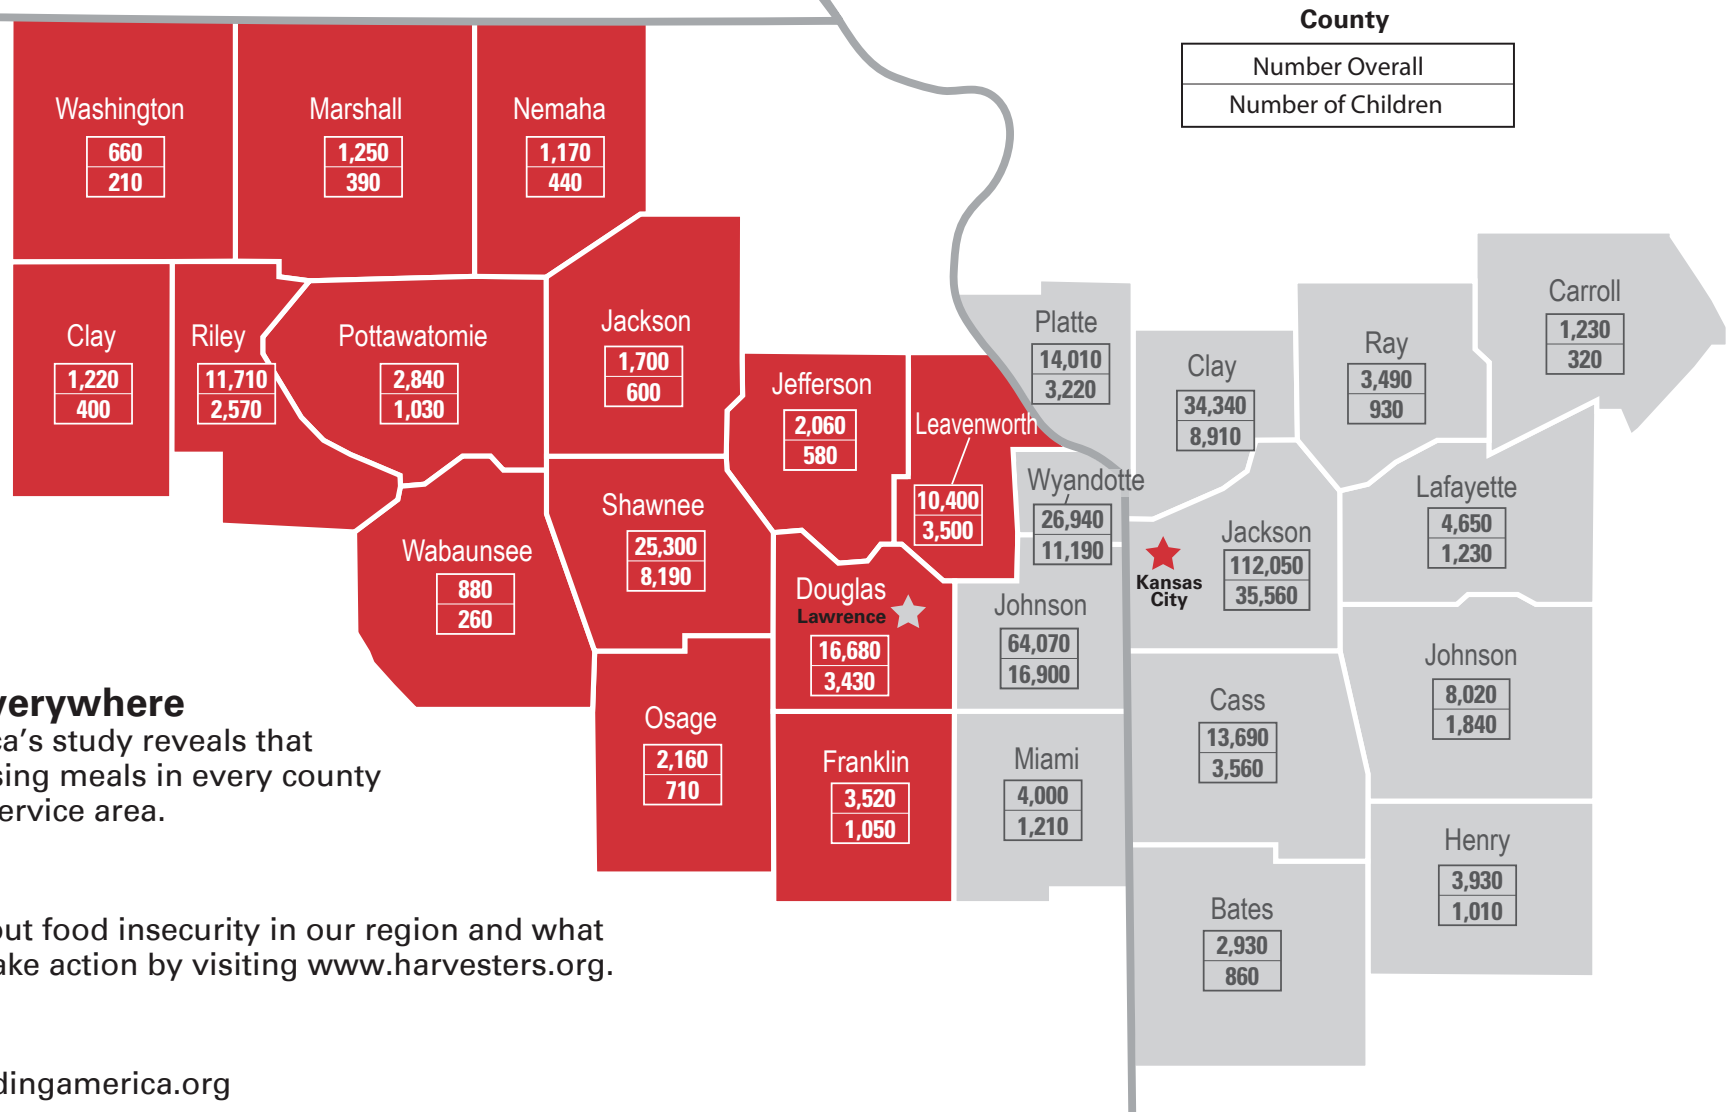 County
Number Overall
Number of Children
Washington
660
210
Marshall
1,250
390
Nemaha
1,170
440
Clay
1,220
400
Riley
11,710
2,570
Pottawatomie
2,840
1,030
Jackson
1,700
600
Jefferson
2,060
580
Leavenworth
10,400
3,500
Platte
14,010
3,220
Clay
34,340
8,910
Ray
3,490
930
Carroll
1,230
320
Wabaunsee
880
260
Shawnee
25,300
8,190
Douglas
Lawrence
16,680
3,430
Wyandotte
26,940
11,190
Johnson
64,070
16,900
Kansas
City
Jackson
112,050
35,560
Lafayette
4,650
1,230
Osage
2,160
710
Franklin
3,520
1,050
Miami
4,000
1,210
Cass
13,690
3,560
Johnson
8,020
1,840
Bates
2,930
860
Henry
3,930
1,010
verywhere
ca’s study reveals that
sing meals in every county
ervice area.
out food insecurity in our region and what
ake action by visiting www.harvesters.org.
dingamerica.org